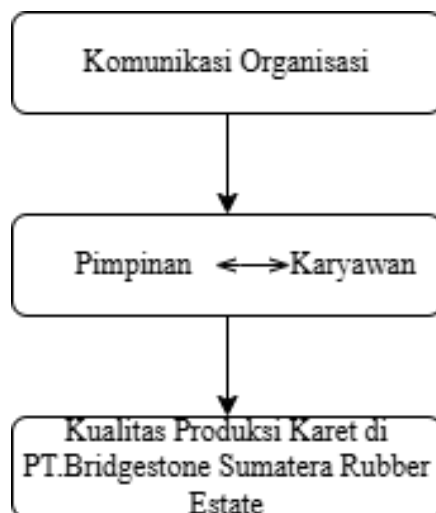 Komunikasi Organisasi
Pimpinan Karyawan
Kualitas Produksi Karet di
PT.Bridgestone Sumatera Rubber
Estate